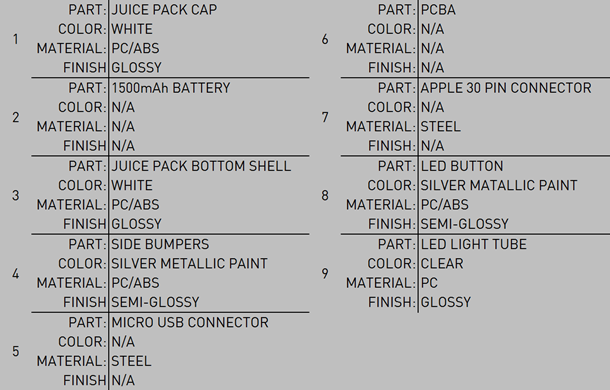 1
PART: JUICE PACK CAP
COLOR: WHITE
MATERIAL: PC/ABS
FINISH GLOSSY
2
PART: 1500mAh BATTERY
COLOR: N/A
MATERIAL: N/A
FINISH N/A
3
PART: JUICE PACK BOTTOM SHELL
COLOR: WHITE
MATERIAL: PC/ABS
FINISH GLOSSY
4
PART: SIDE BUMPERS
COLOR: SILVER METALLIC PAINT
MATERIAL: PC/ABS
FINISH SEMI-GLOSSY
5
PART: MICRO USB CONNECTOR
COLOR: N/A
MATERIAL: STEEL
FINISH N/A
6
PART: PCBA
COLOR: N/A
MATERIAL: N/A
FINISH: N/A
7
PART: APPLE 30 PIN CONNECTOR
COLOR: N/A
MATERIAL: STEEL
FINISH: N/A
8
PART: LED BUTTON
COLOR: SILVER MATALLIC PAINT
MATERIAL: PC/ABS
FINISH: SEMI-GLOSSY
9
PART: LED LIGHT TUBE
COLOR: CLEAR
MATERIAL: PC
FINISH: GLOSSY